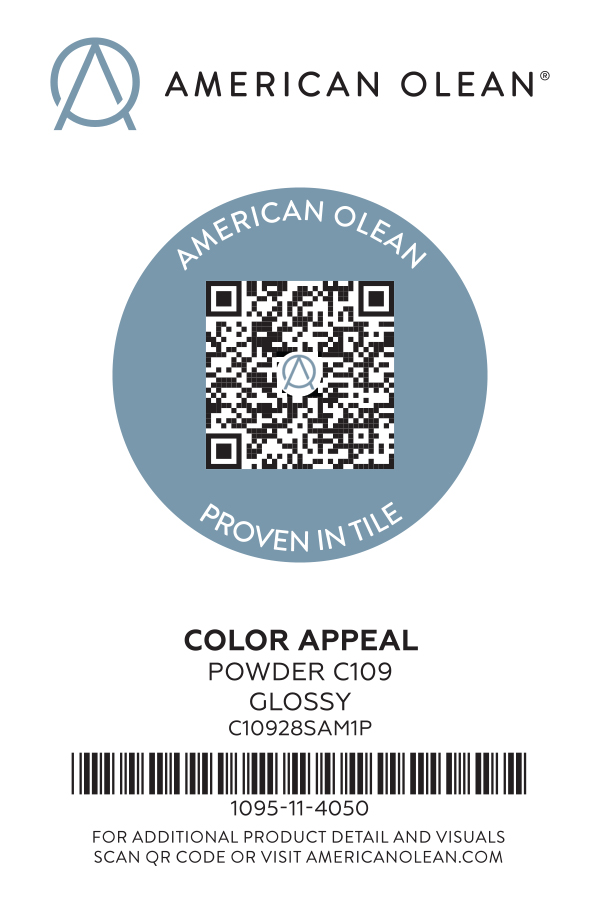 AMERICAN OLEAN®
AMERICAN OLEAN
PROVEN IN TILE
COLOR APPEAL
POWDER C109
GLOSSY
C10928SAM1P
1095-11-4050
FOR ADDITIONAL PRODUCT DETAIL AND VISUALS
SCAN QR CODE OR VISIT AMERICANOLEAN.COM